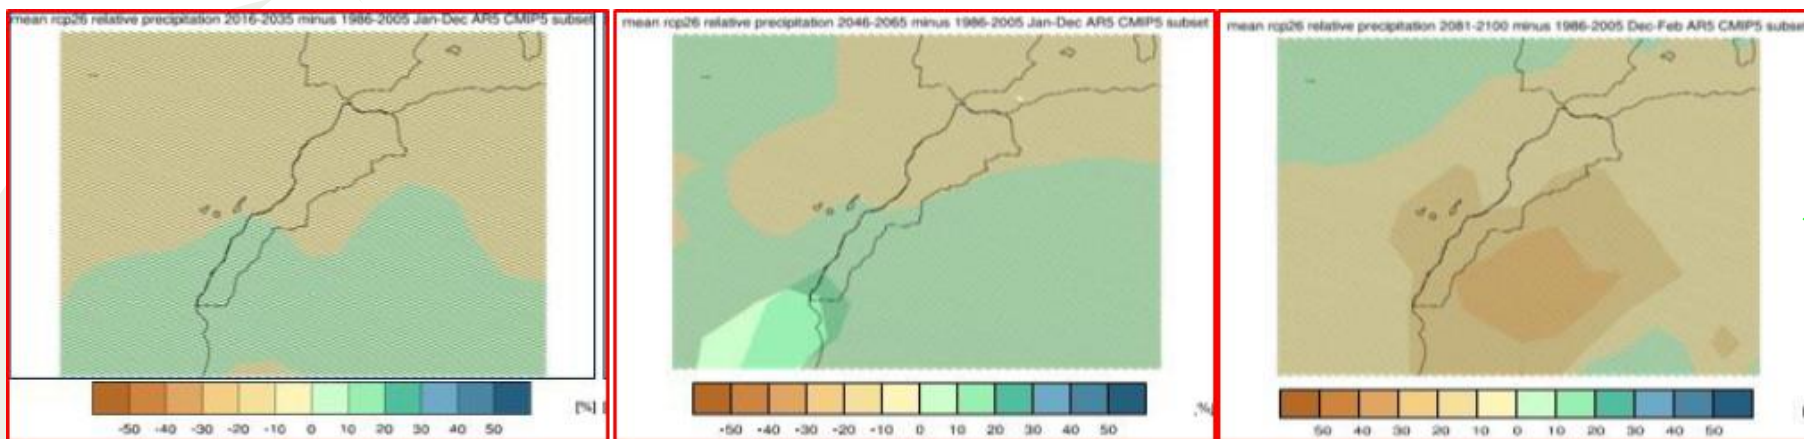 mean rcp26 relative precipitation 2016-2035 minus 1986-2005 Jan-Dec AR5 CMIP5 subset
-50 -40 -30 -20 -10 0 10 20 30 40 50
[%]
mean rcp26 relative precipitation 2046-2065 minus 1986-2005 Jan-Dec AR5 CMIP5 subset
-50 -40 -30 -20 -10 0 10 20 30 40 50
%
mean rcp26 relative precipitation 2081-2100 minus 1986-2005 Dec-Feb AR5 CMIP5 subset
50 40 30 20 10 0 10 20 30 40 50